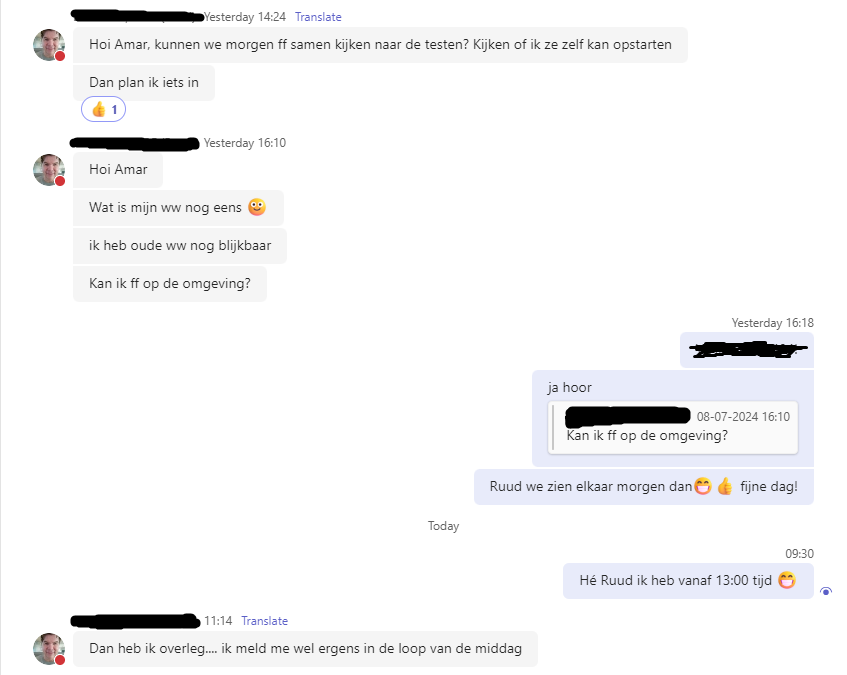 Yesterday 14:24 Translate
Hoi Amar, kunnen we morgen ff samen kijken naar de testen? Kijken of ik ze zelf kan opstarten
Dan plan ik iets in
👍 1
Yesterday 16:10
Hoi Amar
Wat is mijn ww nog eens
ik heb oude ww nog blijkbaar
Kan ik ff op de omgeving?
Yesterday 16:18
ja hoor
08-07-2024 16:10
Kan ik ff op de omgeving?
Ruud we zien elkaar morgen dan😁 👍 fijne dag!
Today
09:30
Hé Ruud ik heb vanaf 13:00 tijd 😁
11:14 Translate
Dan heb ik overleg.... ik meld me wel ergens in de loop van de middag